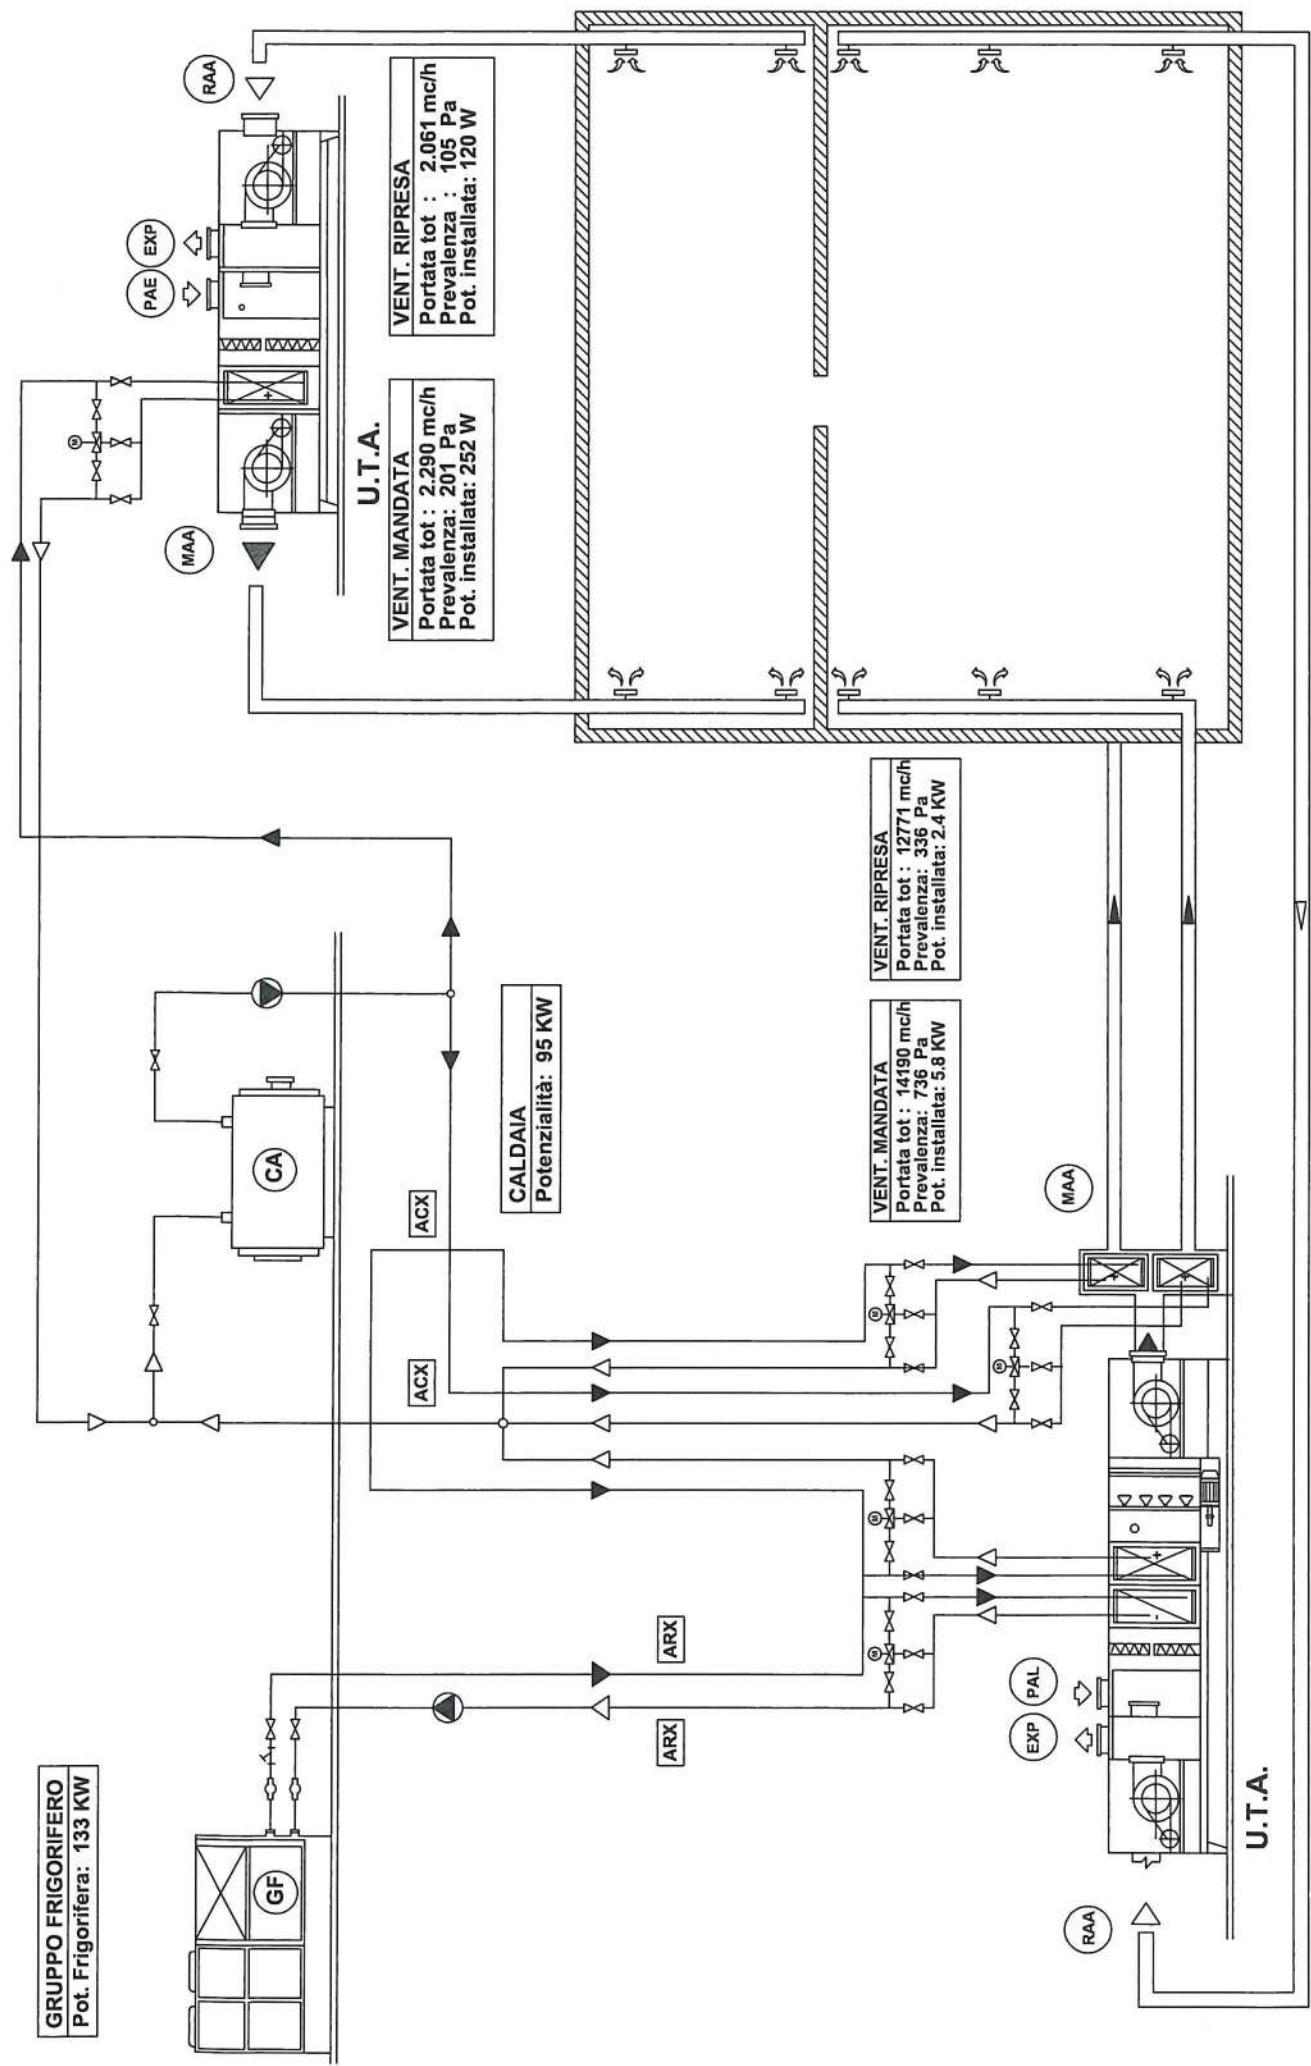 GRUPPO FRIGORIFERO
Pot. Frigorifera: 133 KW
GF
CA
RAA
EXP
PAE
MAA
U.T.A.
VENT. MANDATA
Portata tot : 2.290 mc/h
Prevalenza: 201 Pa
Pot. installata: 252 W
VENT. RIPRESA
Portata tot : 2.061 mc/h
Prevalenza : 105 Pa
Pot. installata: 120 W
M
CALDAIA
Potenzialità: 95 KW
ACX
ACX
ARX
ARX
VENT. MANDATA
Portata tot : 14190 mc/h
Prevalenza: 736 Pa
Pot. installata: 5.8 KW
VENT. RIPRESA
Portata tot : 12771 mc/h
Prevalenza: 336 Pa
Pot. installata: 2.4 KW
M
M
M
M
MAA
RAA
EXP
PAL
U.T.A.